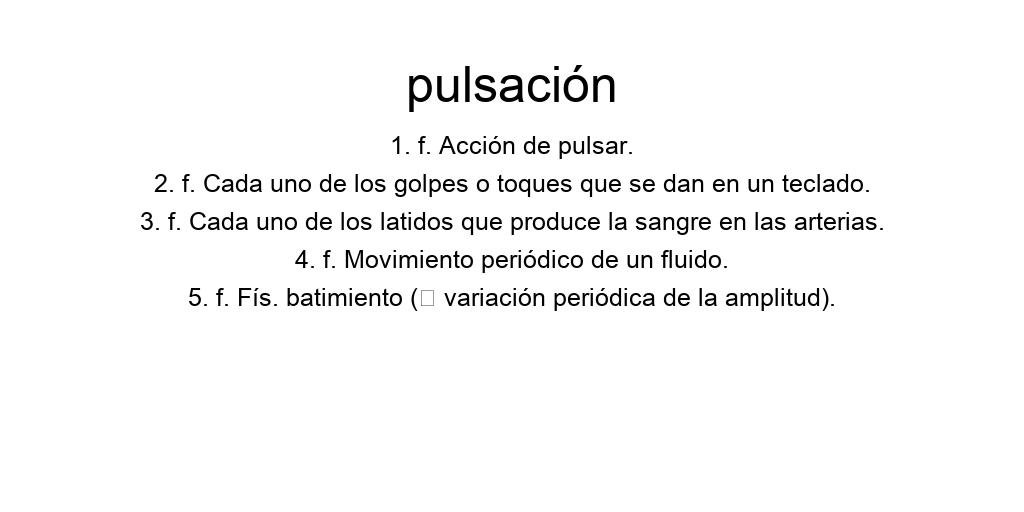 pulsación
1. f. Acción de pulsar.
2. f. Cada uno de los golpes o toques que se dan en un teclado.
3. f. Cada uno de los latidos que produce la sangre en las arterias.
4. f. Movimiento periódico de un fluido.
5. f. Fís. batimiento (□ variación periódica de la amplitud).